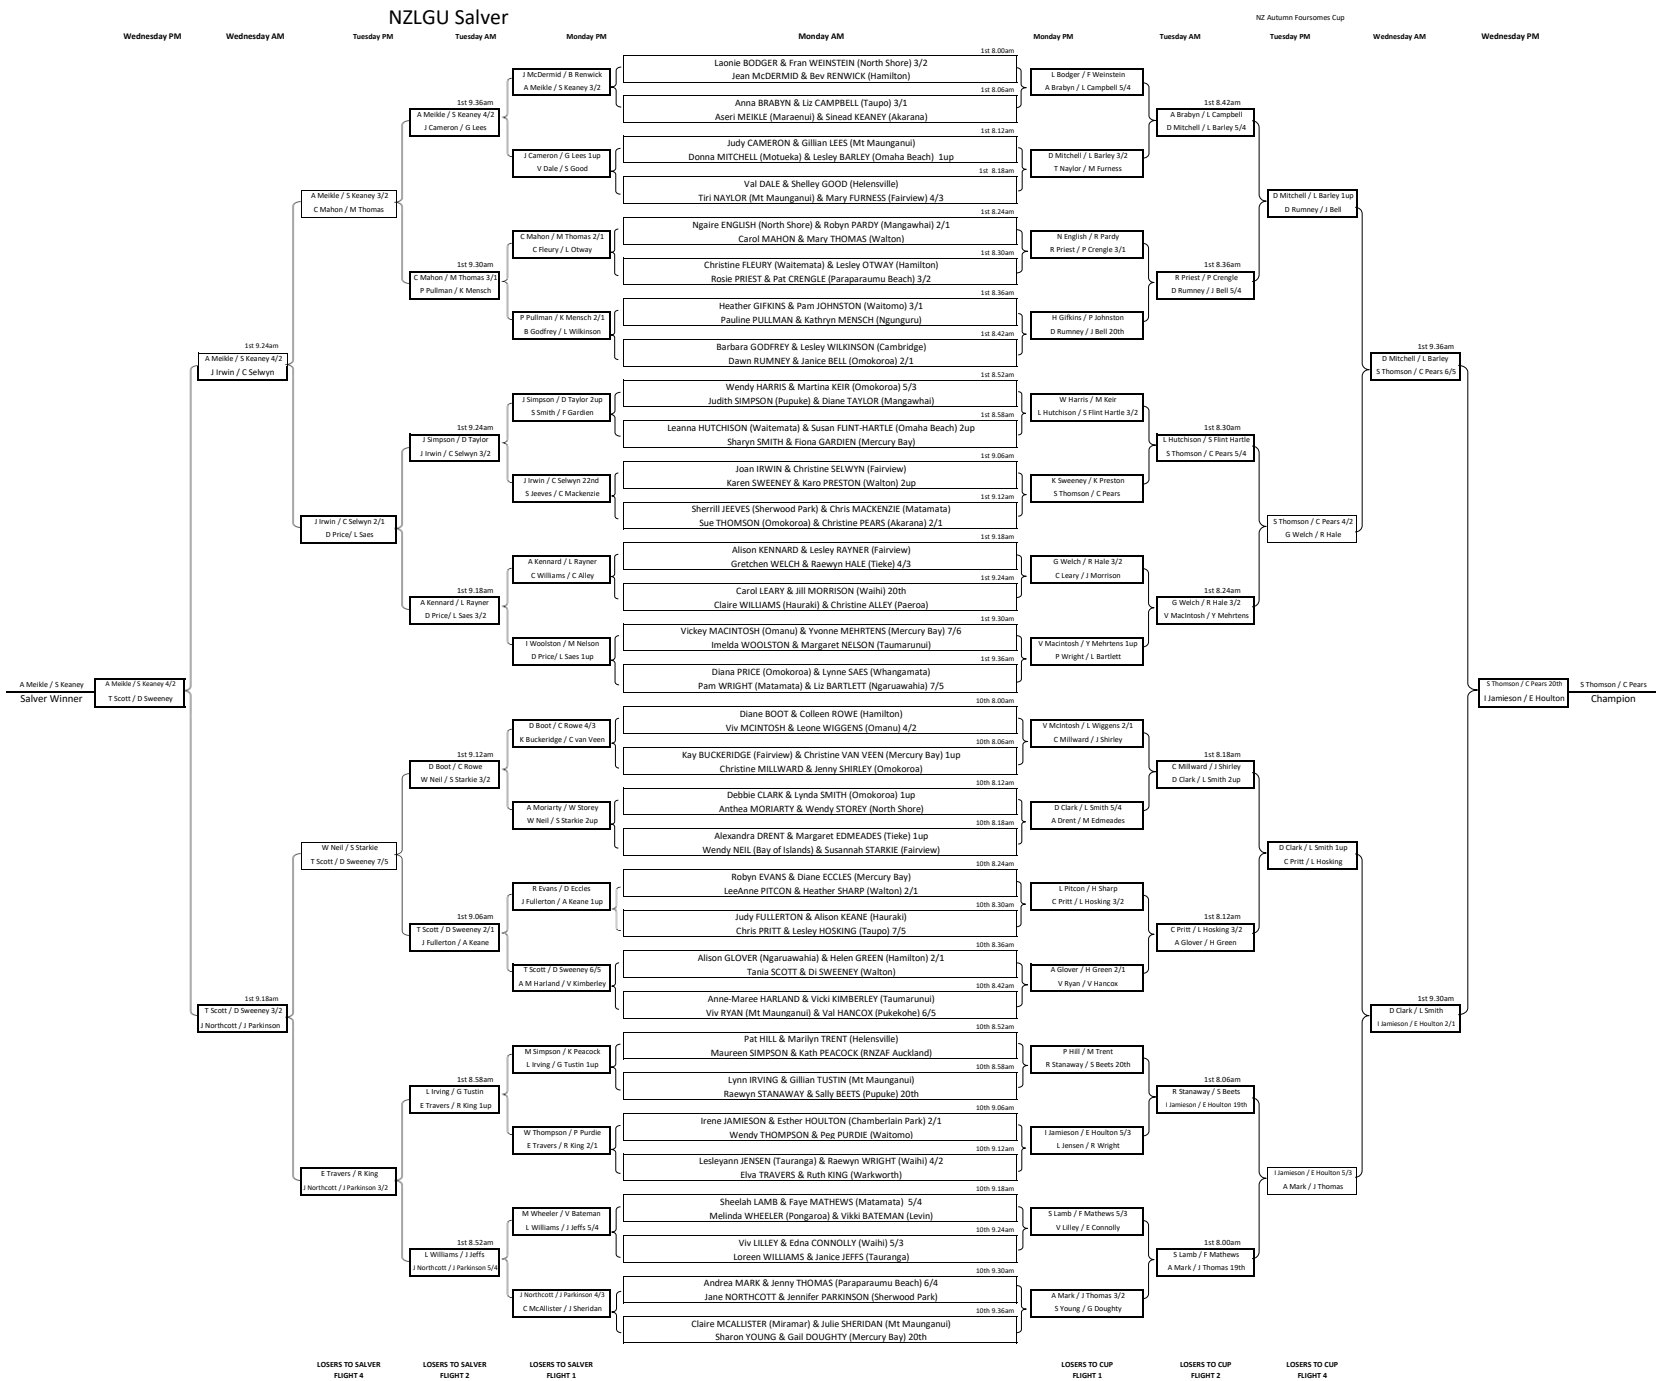 NZLGU Salver
NZ Autumn Foursomes Cup
Wednesday PM
Wednesday AM
Tuesday PM
Tuesday AM
Monday PM
Monday AM
Monday PM
Tuesday AM
Tuesday PM
Wednesday AM
Wednesday PM
A Meikle / S Keaney
Salver Winner
A Meikle / S Keaney 4/2
T Scott / D Sweeney
1st 9.24am
A Meikle / S Keaney 4/2
J Irwin / C Selwyn
1st 9.18am
T Scott / D Sweeney 3/2
J Northcott / J Parkinson
A Meikle / S Keaney 3/2
C Mahon / M Thomas
J Irwin / C Selwyn 2/1
D Price/ L Saes
W Neil / S Starkie
T Scott / D Sweeney 7/5
E Travers / R King
J Northcott / J Parkinson 3/2
1st 9.36am
A Meikle / S Keaney 4/2
J Cameron / G Lees
1st 9.30am
C Mahon / M Thomas 3/1
P Pullman / K Mensch
1st 9.24am
J Simpson / D Taylor
J Irwin / C Selwyn 3/2
1st 9.18am
A Kennard / L Rayner
D Price/ L Saes 3/2
1st 9.12am
D Boot / C Rowe
W Neil / S Starkie 3/2
1st 9.06am
T Scott / D Sweeney 2/1
J Fullerton / A Keane
1st 8.58am
L Irving / G Tustin
E Travers / R King 1up
1st 8.52am
L Williams / J Jeffs
J Northcott / J Parkinson 5/4
J McDermid / B Renwick
A Meikle / S Keaney 3/2
J Cameron / G Lees 1up
V Dale / S Good
C Mahon / M Thomas 2/1
C Fleury / L Otway
P Pullman / K Mensch 2/1
B Godfrey / L Wilkinson
J Simpson / D Taylor 2up
S Smith / F Gardien
J Irwin / C Selwyn 22nd
S Jeeves / C Mackenzie
A Kennard / L Rayner
C Williams / C Alley
I Woolston / M Nelson
D Price/ L Saes 1up
D Boot / C Rowe 4/3
K Buckeridge / C van Veen
A Moriarty / W Storey
W Neil / S Starkie 2up
R Evans / D Eccles
J Fullerton / A Keane 1up
T Scott / D Sweeney 6/5
A M Harland / V Kimberley
M Simpson / K Peacock
L Irving / G Tustin 1up
W Thompson / P Purdie
E Travers / R King 2/1
M Wheeler / V Bateman
L Williams / J Jeffs 5/4
J Northcott / J Parkinson 4/3
C McAllister / J Sheridan
1st 8.00am
Laonie BODGER & Fran WEINSTEIN (North Shore) 3/2
Jean McDERMID & Bev RENWICK (Hamilton)
1st 8.06am
Anna BRABYN & Liz CAMPBELL (Taupo) 3/1
Aseri MEIKLE (Maraenui) & Sinead KEANEY (Akarana)
1st 8.12am
Judy CAMERON & Gillian LEES (Mt Maunganui)
Donna MITCHELL (Motueka) & Lesley BARLEY (Omaha Beach) 1up
1st 8.18am
Val DALE & Shelley GOOD (Helensville)
Tiri NAYLOR (Mt Maunganui) & Mary FURNESS (Fairview) 4/3
1st 8.24am
Ngaire ENGLISH (North Shore) & Robyn PARDY (Mangawhai) 2/1
Carol MAHON & Mary THOMAS (Walton)
1st 8.30am
Christine FLEURY (Waitemata) & Lesley OTWAY (Hamilton)
Rosie PRIEST & Pat CRENGLE (Paraparaumu Beach) 3/2
1st 8.36am
Heather GIFKINS & Pam JOHNSTON (Waitomo) 3/1
Pauline PULLMAN & Kathryn MENSCH (Ngunguru)
1st 8.42am
Barbara GODFREY & Lesley WILKINSON (Cambridge)
Dawn RUMNEY & Janice BELL (Omokoroa) 2/1
1st 8.52am
Wendy HARRIS & Martina KEIR (Omokoroa) 5/3
Judith SIMPSON (Pupuke) & Diane TAYLOR (Mangawhai)
1st 8.58am
Leanna HUTCHISON (Waitemata) & Susan FLINT-HARTLE (Omaha Beach) 2up
Sharyn SMITH & Fiona GARDIEN (Mercury Bay)
1st 9.06am
Joan IRWIN & Christine SELWYN (Fairview)
Karen SWEENEY & Karo PRESTON (Walton) 2up
1st 9.12am
Sherrill JEEVES (Sherwood Park) & Chris MACKENZIE (Matamata)
Sue THOMSON (Omokoroa) & Christine PEARS (Akarana) 2/1
1st 9.18am
Alison KENNARD & Lesley RAYNER (Fairview)
Gretchen WELCH & Raewyn HALE (Tieke) 4/3
1st 9.24am
Carol LEARY & Jill MORRISON (Waihi) 20th
Claire WILLIAMS (Hauraki) & Christine ALLEY (Paeroa)
1st 9.30am
Vickey MACINTOSH (Omanu) & Yvonne MEHRTENS (Mercury Bay) 7/6
Imelda WOOLSTON & Margaret NELSON (Taumarunui)
1st 9.36am
Diana PRICE (Omokoroa) & Lynne SAES (Whangamata)
Pam WRIGHT (Matamata) & Liz BARTLETT (Ngaruawahia) 7/5
10th 8.00am
Diane BOOT & Colleen ROWE (Hamilton)
Viv MCINTOSH & Leone WIGGENS (Omanu) 4/2
10th 8.06am
Kay BUCKERIDGE (Fairview) & Christine VAN VEEN (Mercury Bay) 1up
Christine MILLWARD & Jenny SHIRLEY (Omokoroa)
10th 8.12am
Debbie CLARK & Lynda SMITH (Omokoroa) 1up
Anthea MORIARTY & Wendy STOREY (North Shore)
10th 8.18am
Alexandra DRENT & Margaret EDMEADES (Tieke) 1up
Wendy NEIL (Bay of Islands) & Susannah STARKIE (Fairview)
10th 8.24am
Robyn EVANS & Diane ECCLES (Mercury Bay)
LeeAnne PITCON & Heather SHARP (Walton) 2/1
10th 8.30am
Judy FULLERTON & Alison KEANE (Hauraki)
Chris PRITT & Lesley HOSKING (Taupo) 7/5
10th 8.36am
Alison GLOVER (Ngaruawahia) & Helen GREEN (Hamilton) 2/1
Tania SCOTT & Di SWEENEY (Walton)
10th 8.42am
Anne-Maree HARLAND & Vicki KIMBERLEY (Taumarunui)
Viv RYAN (Mt Maunganui) & Val HANCOX (Pukekohe) 6/5
10th 8.52am
Pat HILL & Marilyn TRENT (Helensville)
Maureen SIMPSON & Kath PEACOCK (RNZAF Auckland)
10th 8.58am
Lynn IRVING & Gillian TUSTIN (Mt Maunganui)
Raewyn STANAWAY & Sally BEETS (Pupuke) 20th
10th 9.06am
Irene JAMIESON & Esther HOULTON (Chamberlain Park) 2/1
Wendy THOMPSON & Peg PURDIE (Waitomo)
10th 9.12am
Lesleyann JENSEN (Tauranga) & Raewyn WRIGHT (Waihi) 4/2
Elva TRAVERS & Ruth KING (Warkworth)
10th 9.18am
Sheelah LAMB & Faye MATHEWS (Matamata) 5/4
Melinda WHEELER (Pongaroa) & Vikki BATEMAN (Levin)
10th 9.24am
Viv LILLEY & Edna CONNOLLY (Waihi) 5/3
Loreen WILLIAMS & Janice JEFFS (Tauranga)
10th 9.30am
Andrea MARK & Jenny THOMAS (Paraparaumu Beach) 6/4
Jane NORTHCOTT & Jennifer PARKINSON (Sherwood Park)
10th 9.36am
Claire MCALLISTER (Miramar) & Julie SHERIDAN (Mt Maunganui)
Sharon YOUNG & Gail DOUGHTY (Mercury Bay) 20th
L Bodger / F Weinstein
A Brabyn / L Campbell 5/4
D Mitchell / L Barley 3/2
T Naylor / M Furness
N English / R Pardy
R Priest / P Crengle 3/1
H Gifkins / P Johnston
D Rumney / J Bell 20th
W Harris / M Keir
L Hutchison / S Flint Hartle 3/2
K Sweeney / K Preston
S Thomson / C Pears
G Welch / R Hale 3/2
C Leary / J Morrison
V Macintosh / Y Mehrtens 1up
P Wright / L Bartlett
V McIntosh / L Wiggens 2/1
C Millward / J Shirley
D Clark / L Smith 5/4
A Drent / M Edmeades
L Pitcon / H Sharp
C Pritt / L Hosking 3/2
A Glover / H Green 2/1
V Ryan / V Hancox
P Hill / M Trent
R Stanaway / S Beets 20th
I Jamieson / E Houlton 5/3
L Jensen / R Wright
S Lamb / F Mathews 5/3
V Lilley / E Connolly
A Mark / J Thomas 3/2
S Young / G Doughty
1st 8.42am
A Brabyn / L Campbell
D Mitchell / L Barley 5/4
1st 8.36am
R Priest / P Crengle
D Rumney / J Bell 5/4
1st 8.30am
L Hutchison / S Flint Hartle
S Thomson / C Pears 5/4
1st 8.24am
G Welch / R Hale 3/2
V MacIntosh / Y Mehrtens
1st 8.18am
C Millward / J Shirley
D Clark / L Smith 2up
1st 8.12am
C Pritt / L Hosking 3/2
A Glover / H Green
1st 8.06am
R Stanaway / S Beets
I Jamieson / E Houlton 19th
1st 8.00am
S Lamb / F Mathews
A Mark / J Thomas 19th
D Mitchell / L Barley 1up
D Rumney / J Bell
S Thomson / C Pears 4/2
G Welch / R Hale
D Clark / L Smith 1up
C Pritt / L Hosking
I Jamieson / E Houlton 5/3
A Mark / J Thomas
1st 9.36am
D Mitchell / L Barley
S Thomson / C Pears 6/5
1st 9.30am
D Clark / L Smith
I Jamieson / E Houlton 2/1
S Thomson / C Pears 20th
I Jamieson / E Houlton
S Thomson / C Pears
Champion
LOSERS TO SALVER
FLIGHT 4
LOSERS TO SALVER
FLIGHT 2
LOSERS TO SALVER
FLIGHT 1
LOSERS TO CUP
FLIGHT 1
LOSERS TO CUP
FLIGHT 2
LOSERS TO CUP
FLIGHT 4